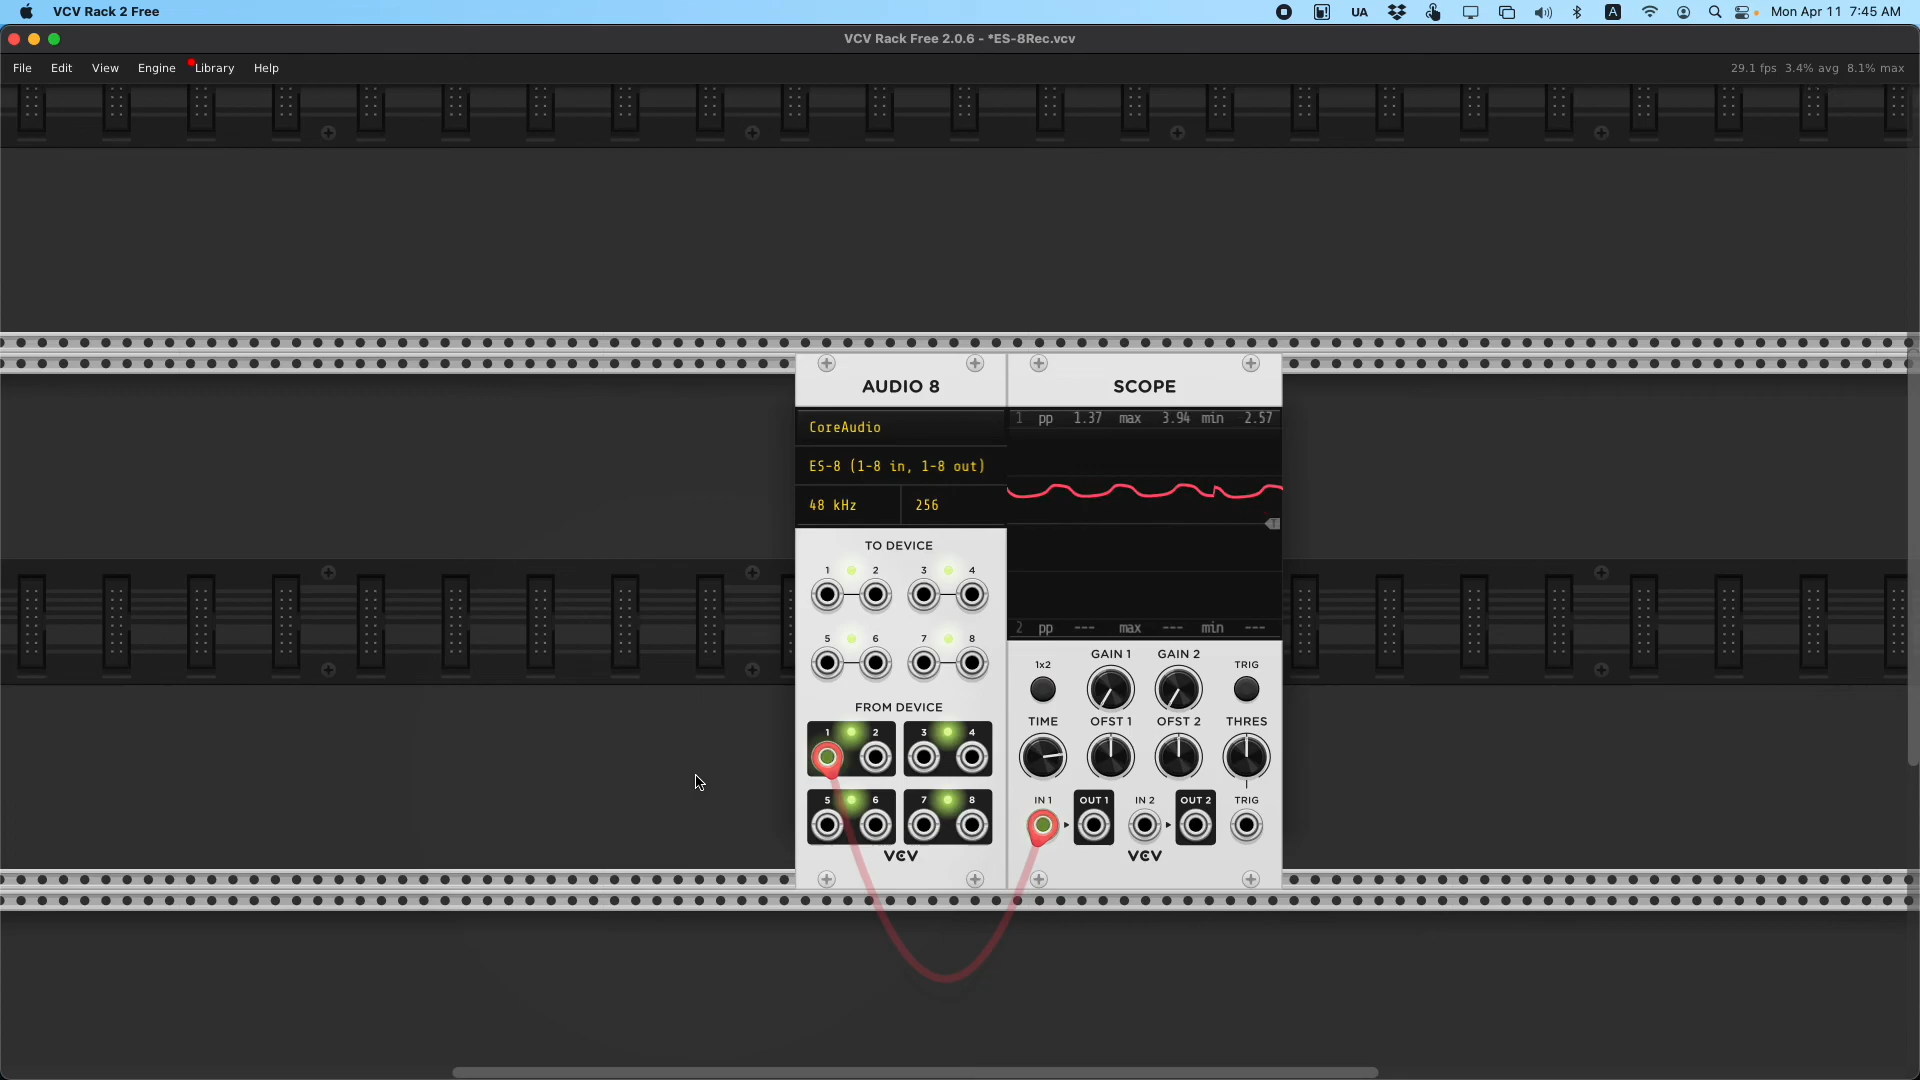 VCV Rack 2 Free
UA
A
Mon Apr 11 7:45 AM
VCV Rack Free 2.0.6 - *ES-8Rec.vcv
File Edit View Engine Library Help
29.1 fps 3.4% avg 8.1% max
AUDIO 8
SCOPE
CoreAudio
ES-8 (1-8 in, 1-8 out)
48 kHz 256
1 pp 1.37 max 3.94 min 2.57
T
2 pp --- max --- min ---
TO DEVICE
1 2 3 4
5 6 7 8
FROM DEVICE
1 2 3 4
5 6 7 8
VCV
GAIN 1 GAIN 2
1x2 TRIG
TIME OFST 1 OFST 2 THRES
IN 1 OUT 1 IN 2 OUT 2 TRIG
VCV